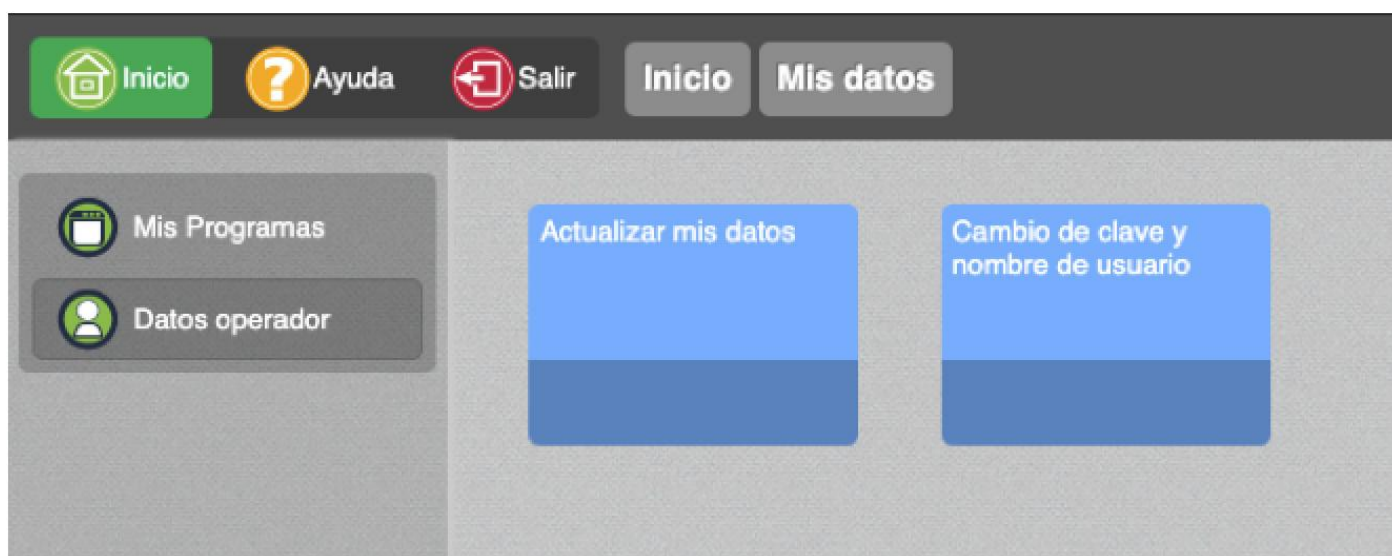 Inicio
Ayuda
Salir
Inicio
Mis datos
Mis Programas
Datos operador
Actualizar mis datos
Cambio de clave y
nombre de usuario